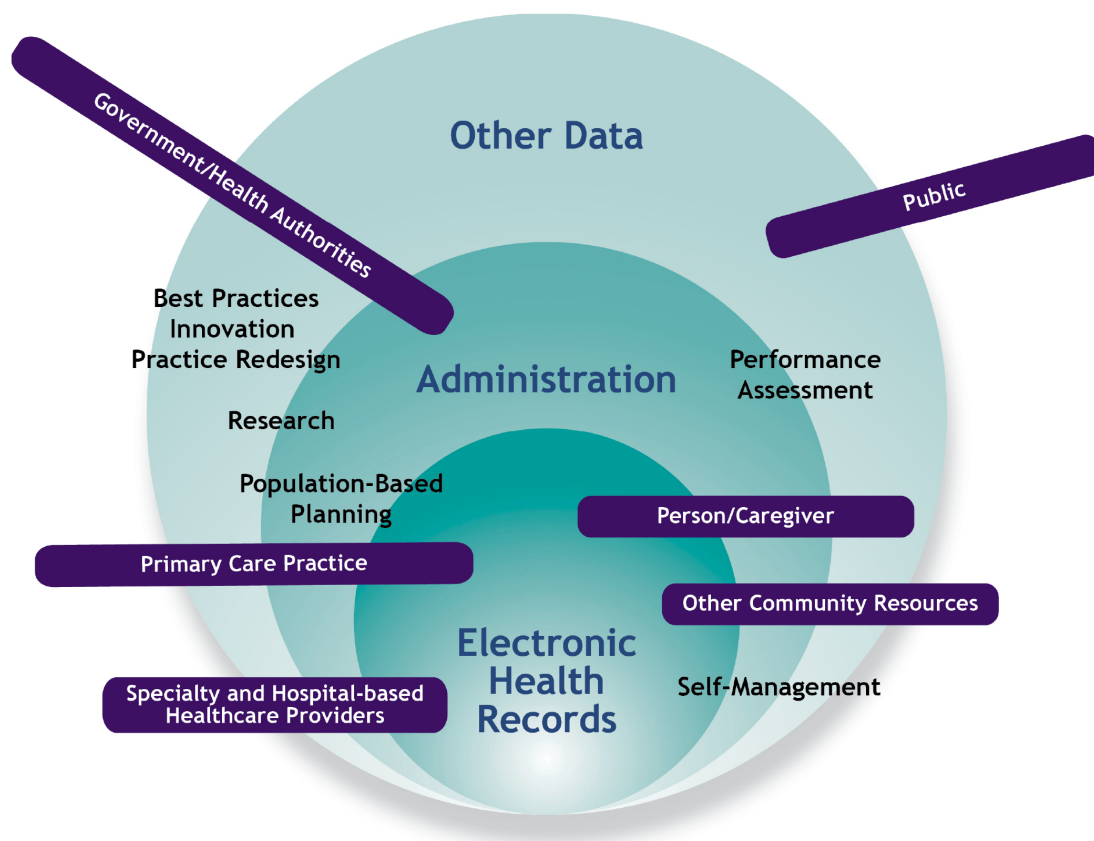 Other Data
Government/Health Authorities
Public
Best Practices
Innovation
Practice Redesign
Administration
Performance
Assessment
Research
Population-Based
Planning
Person/Caregiver
Primary Care Practice
Other Community Resources
Electronic
Health
Records
Self-Management
Specialty and Hospital-based
Healthcare Providers